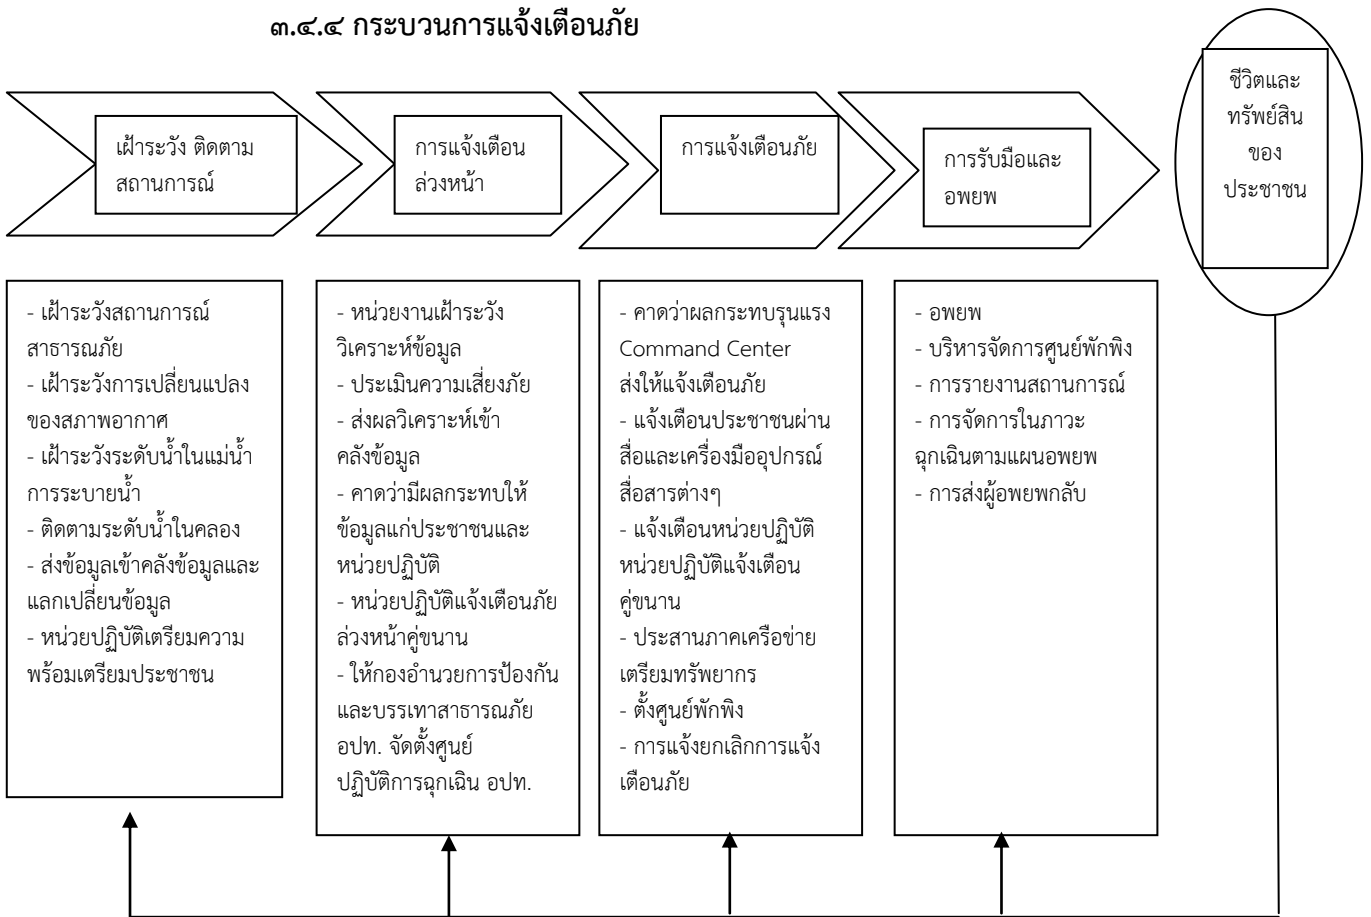 ๓.๔.๔ กระบวนการแจ้งเตือนภัย
เฝ้าระวัง ติดตาม
สถานการณ์
การแจ้งเตือน
ล่วงหน้า
การแจ้งเตือนภัย
การรับมือและ
อพยพ
ชีวิตและ
ทรัพย์สิน
ของ
ประชาชน
- เฝ้าระวังสถานการณ์
สาธารณภัย
- เฝ้าระวังการเปลี่ยนแปลง
ของสภาพอากาศ
- เฝ้าระวังระดับน้ำในแม่น้ำ
การระบายน้ำ
- ติดตามระดับน้ำในคลอง
- ส่งข้อมูลเข้าคลังข้อมูลและ
แลกเปลี่ยนข้อมูล
- หน่วยปฏิบัติเตรียมความ
พร้อมเตรียมประชาชน
- หน่วยงานเฝ้าระวัง
วิเคราะห์ข้อมูล
- ประเมินความเสี่ยงภัย
- ส่งผลวิเคราะห์เข้า
คลังข้อมูล
- คาดว่ามีผลกระทบให้
ข้อมูลแก่ประชาชนและ
หน่วยปฏิบัติ
- หน่วยปฏิบัติแจ้งเตือนภัย
ล่วงหน้าคู่ขนาน
- ให้กองอำนวยการป้องกัน
และบรรเทาสาธารณภัย
อปท. จัดตั้งศูนย์
ปฏิบัติการฉุกเฉิน อปท.
- คาดว่าผลกระทบรุนแรง
Command Center
ส่งให้แจ้งเตือนภัย
- แจ้งเตือนประชาชนผ่าน
สื่อและเครื่องมืออุปกรณ์
สื่อสารต่างๆ
- แจ้งเตือนหน่วยปฏิบัติ
หน่วยปฏิบัติแจ้งเตือน
คู่ขนาน
- ประสานภาคเครือข่าย
เตรียมทรัพยากร
- ตั้งศูนย์พักพิง
- การแจ้งยกเลิกการแจ้ง
เตือนภัย
- อพยพ
- บริหารจัดการศูนย์พักพิง
- การรายงานสถานการณ์
- การจัดการในภาวะ
ฉุกเฉินตามแผนอพยพ
- การส่งผู้อพยพกลับ